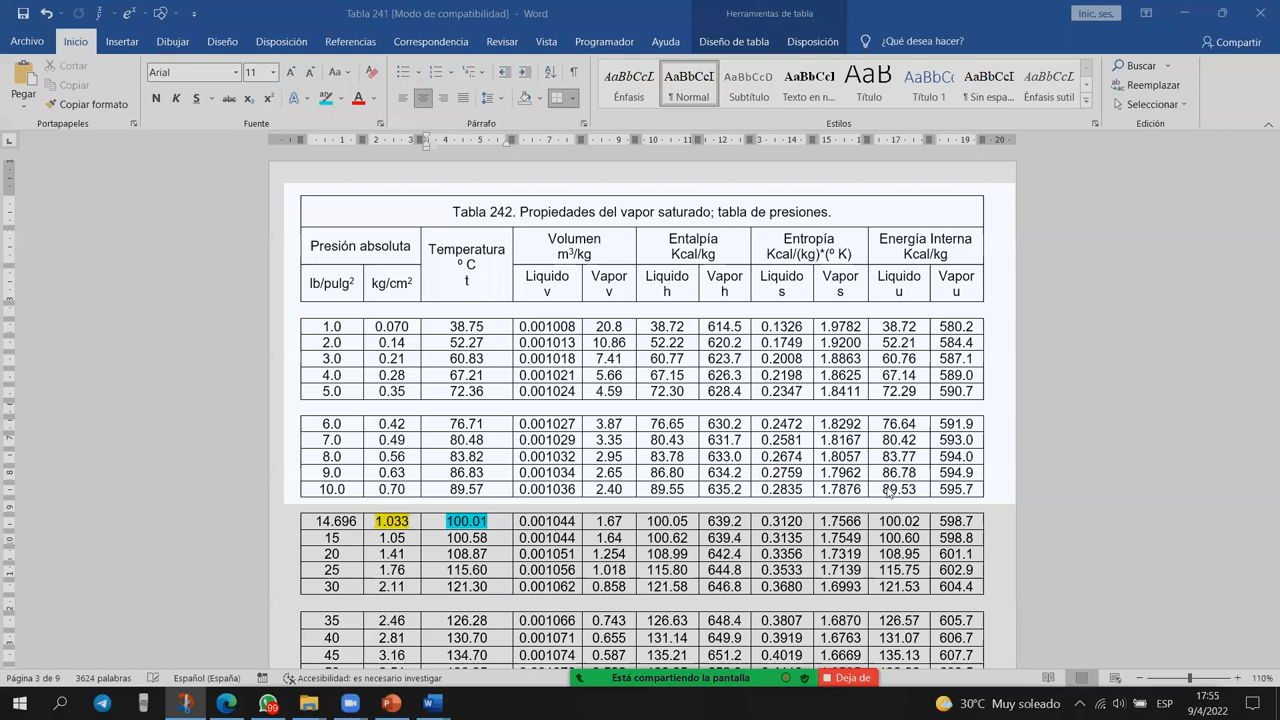 Tabla 241 [Modo de compatibilidad] - Word
Herramientas de tabla
Inic. ses.
Archivo Inicio Insertar Dibujar Diseño Disposición Referencias Correspondencia Revisar Vista Programador Ayuda Diseño de tabla Disposición ¿Qué desea hacer? Compartir
Pegar
Cortar
Copiar
Copiar formato
Portapapeles
Arial 11
N K S abc x₂ x²
Fuente
Párrafo
AaBbCcL AaBbCcL AaBbCcD AaBbCcL AaB AaBbCcL AaBbCcL AaBbCcL
Énfasis ¶ Normal Subtítulo Texto en n... Título Título 1 ¶ Sin espa... Énfasis sutil
Estilos
Buscar
Reemplazar
Seleccionar
Edición
Tabla 242. Propiedades del vapor saturado; tabla de presiones.
Presión absoluta Temperatura º C t Volumen m³/kg Entalpía Kcal/kg Entropía Kcal/(kg)*(º K) Energía Interna Kcal/kg
lb/pulg² kg/cm² Liquido v Vapor v Liquido h Vapor h Liquido s Vapor s Liquido u Vapor u
1.0 0.070 38.75 0.001008 20.8 38.72 614.5 0.1326 1.9782 38.72 580.2
2.0 0.14 52.27 0.001013 10.86 52.22 620.2 0.1749 1.9200 52.21 584.4
3.0 0.21 60.83 0.001018 7.41 60.77 623.7 0.2008 1.8863 60.76 587.1
4.0 0.28 67.21 0.001021 5.66 67.15 626.3 0.2198 1.8625 67.14 589.0
5.0 0.35 72.36 0.001024 4.59 72.30 628.4 0.2347 1.8411 72.29 590.7
6.0 0.42 76.71 0.001027 3.87 76.65 630.2 0.2472 1.8292 76.64 591.9
7.0 0.49 80.48 0.001029 3.35 80.43 631.7 0.2581 1.8167 80.42 593.0
8.0 0.56 83.82 0.001032 2.95 83.78 633.0 0.2674 1.8057 83.77 594.0
9.0 0.63 86.83 0.001034 2.65 86.80 634.2 0.2759 1.7962 86.78 594.9
10.0 0.70 89.57 0.001036 2.40 89.55 635.2 0.2835 1.7876 89.53 595.7
14.696 1.033 100.01 0.001044 1.67 100.05 639.2 0.3120 1.7566 100.02 598.7
15 1.05 100.58 0.001044 1.64 100.62 639.4 0.3135 1.7549 100.60 598.8
20 1.41 108.87 0.001051 1.254 108.99 642.4 0.3356 1.7319 108.95 601.1
25 1.76 115.60 0.001056 1.018 115.80 644.8 0.3533 1.7139 115.75 602.9
30 2.11 121.30 0.001062 0.858 121.58 646.8 0.3680 1.6993 121.53 604.4
35 2.46 126.28 0.001066 0.743 126.63 648.4 0.3807 1.6870 126.57 605.7
40 2.81 130.70 0.001071 0.655 131.14 649.9 0.3919 1.6763 131.07 606.7
45 3.16 134.70 0.001074 0.587 135.21 651.2 0.4019 1.6669 135.13 607.7
Página 3 de 9 3624 palabras Español (España) Accesibilidad: es necesario investigar Está compartiendo la pantalla Deja de 110%
99 30°C Muy soleado ESP 17:55
9/4/2022